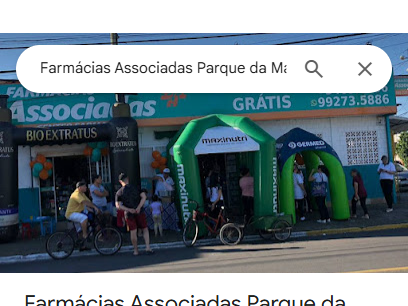 Farmácias Associadas Parque da Ma
FARMÁCIAS
Associadas
GRÁTIS
99273.5886
BIO EXTRATUS
maxinutri
GERMED
maxinutri
Farmácias Associadas Parque da